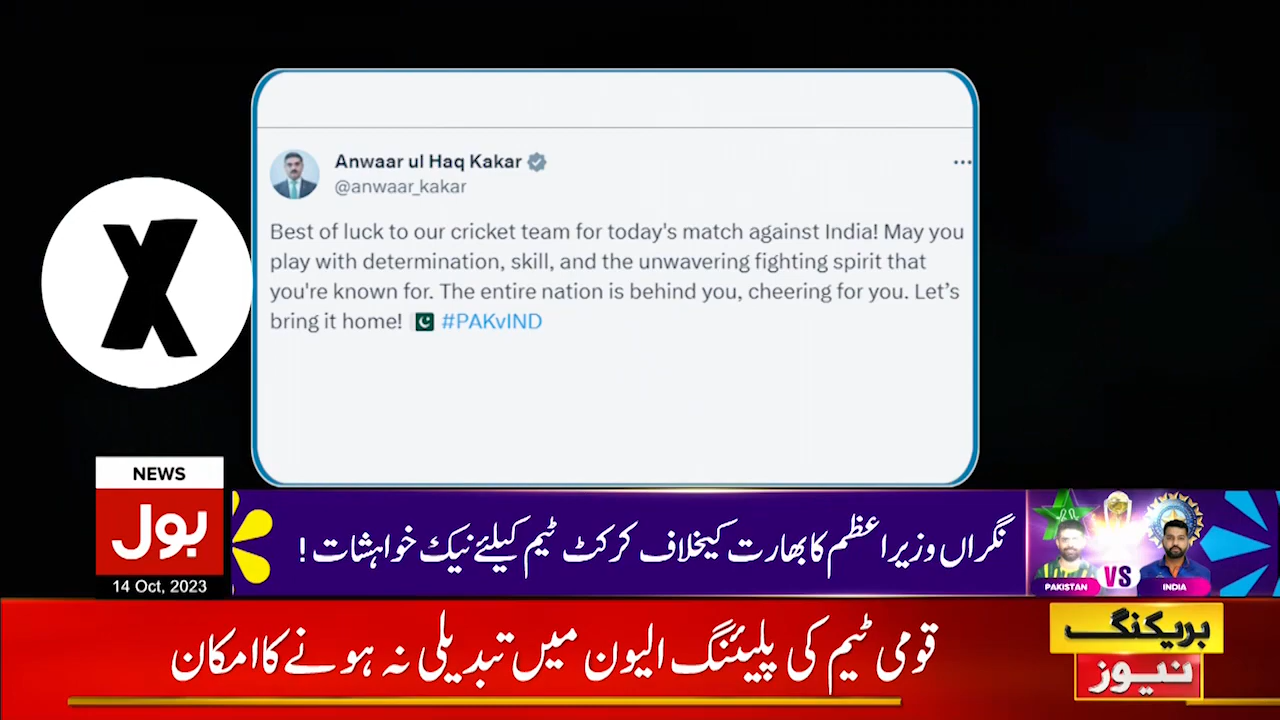 Anwaar ul Haq Kakar
@anwaar_kakar
Best of luck to our cricket team for today's match against India! May you
play with determination, skill, and the unwavering fighting spirit that
you're known for. The entire nation is behind you, cheering for you. Let’s
bring it home! 🇵🇰 #PAKvIND
X
NEWS
بول
14 Oct, 2023
نگراں وزیراعظم کا بھارت کیخلاف کرکٹ ٹیم کیلئے نیک خواہشات !
PAKISTAN
VS
INDIA
قومی ٹیم کی پلیئنگ الیون میں تبدیلی نہ ہونے کا امکان
بریکنگ
نیوز